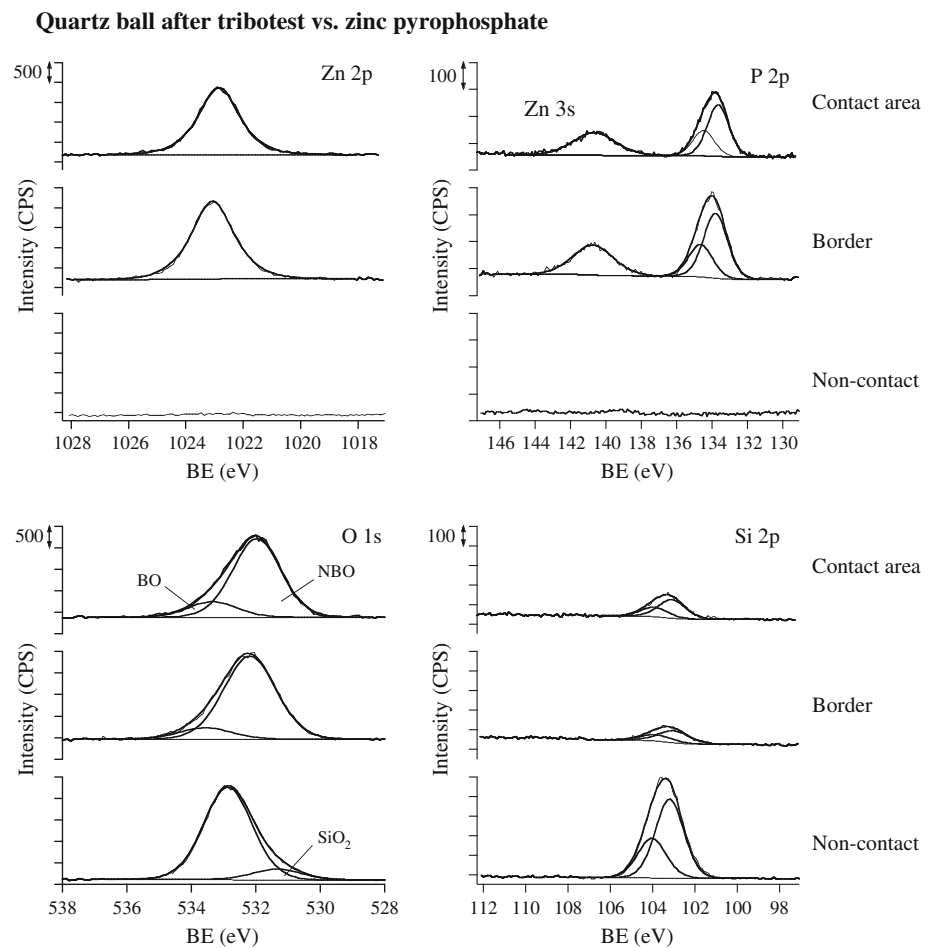 Quartz ball after tribotest vs. zinc pyrophosphate
500
Zn 2p
Intensity (CPS)
1028 1026 1024 1022 1020 1018
BE (eV)
100
Zn 3s
P 2p
Contact area
Border
Non-contact
Intensity (CPS)
146 144 142 140 138 136 134 132 130
BE (eV)
500
O 1s
BO
NBO
SiO₂
Intensity (CPS)
538 536 534 532 530 528
BE (eV)
100
Si 2p
Contact area
Border
Non-contact
Intensity (CPS)
112 110 108 106 104 102 100 98
BE (eV)